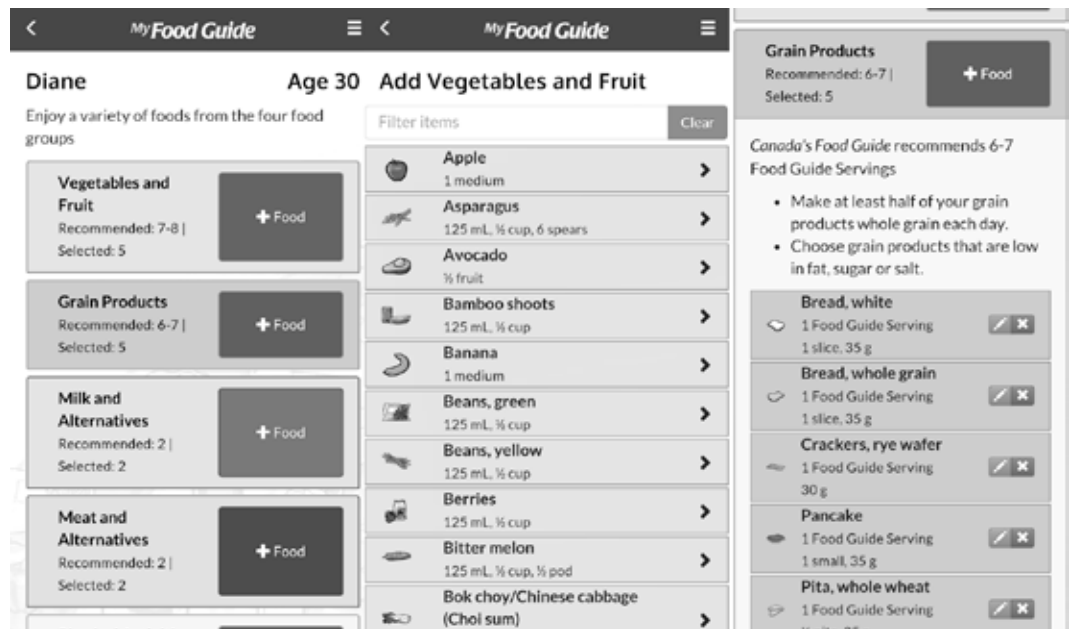 My Food Guide
Diane Age 30
Enjoy a variety of foods from the four food
groups
Vegetables and
Fruit
Recommended: 7-8 |
Selected: 5
+ Food
Grain Products
Recommended: 6-7 |
Selected: 5
+ Food
Milk and
Alternatives
Recommended: 2 |
Selected: 2
+ Food
Meat and
Alternatives
Recommended: 2 |
Selected: 2
+ Food
My Food Guide
Add Vegetables and Fruit
Filter items Clear
Apple
1 medium
Asparagus
125 mL, ½ cup, 6 spears
Avocado
½ fruit
Bamboo shoots
125 mL, ½ cup
Banana
1 medium
Beans, green
125 mL, ½ cup
Beans, yellow
125 mL, ½ cup
Berries
125 mL, ½ cup
Bitter melon
125 mL, ½ cup, ½ pod
Bok choy/Chinese cabbage
(Choi sum)
Grain Products
Recommended: 6-7 |
Selected: 5
+ Food
Canada's Food Guide recommends 6-7
Food Guide Servings
• Make at least half of your grain
products whole grain each day.
• Choose grain products that are low
in fat, sugar or salt.
Bread, white
1 Food Guide Serving
1 slice, 35 g
Bread, whole grain
1 Food Guide Serving
1 slice, 35 g
Crackers, rye wafer
1 Food Guide Serving
30 g
Pancake
1 Food Guide Serving
1 small, 35 g
Pita, whole wheat
1 Food Guide Serving